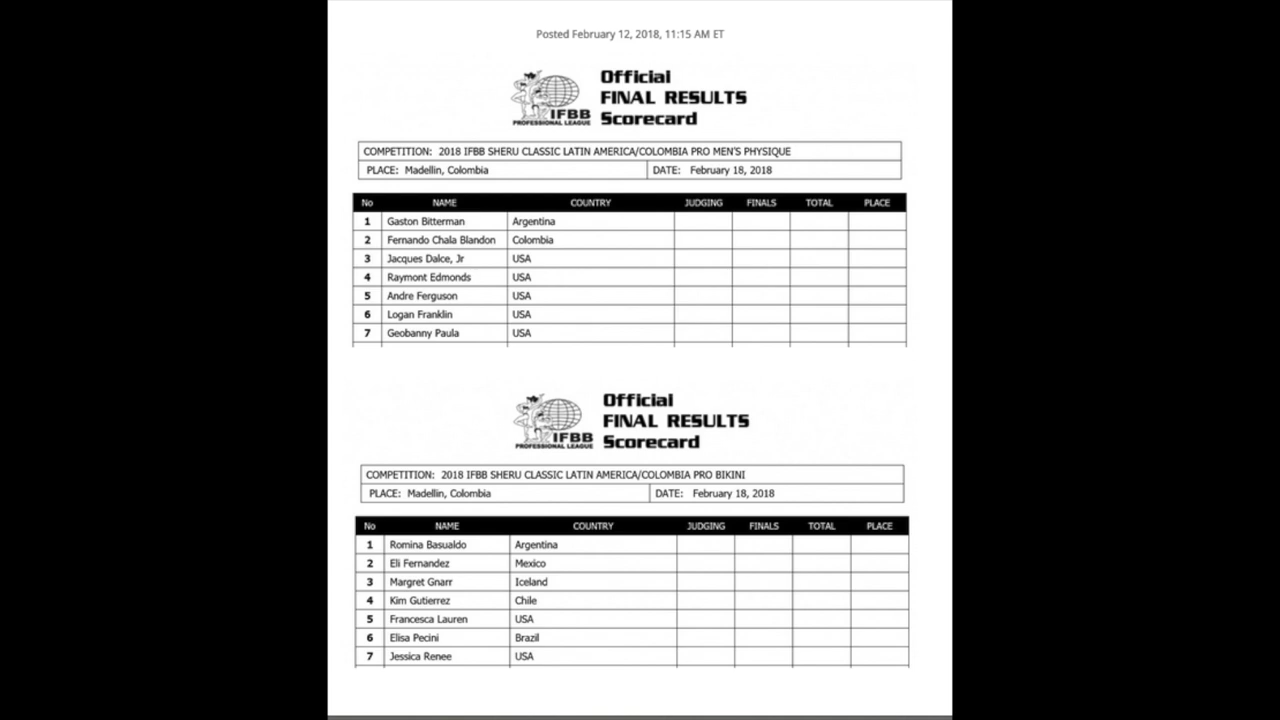 Posted February 12, 2018, 11:15 AM ET
IFBB
PROFESSIONAL LEAGUE
Official
FINAL RESULTS
Scorecard
COMPETITION: 2018 IFBB SHERU CLASSIC LATIN AMERICA/COLOMBIA PRO MEN'S PHYSIQUE
PLACE: Madellin, Colombia DATE: February 18, 2018
No NAME COUNTRY JUDGING FINALS TOTAL PLACE
1 Gaston Bitterman Argentina
2 Fernando Chala Blandon Colombia
3 Jacques Dalce, Jr USA
4 Raymont Edmonds USA
5 Andre Ferguson USA
6 Logan Franklin USA
7 Geobanny Paula USA
IFBB
PROFESSIONAL LEAGUE
Official
FINAL RESULTS
Scorecard
COMPETITION: 2018 IFBB SHERU CLASSIC LATIN AMERICA/COLOMBIA PRO BIKINI
PLACE: Madellin, Colombia DATE: February 18, 2018
No NAME COUNTRY JUDGING FINALS TOTAL PLACE
1 Romina Basualdo Argentina
2 Eli Fernandez Mexico
3 Margret Gnarr Iceland
4 Kim Gutierrez Chile
5 Francesca Lauren USA
6 Elisa Pecini Brazil
7 Jessica Renee USA